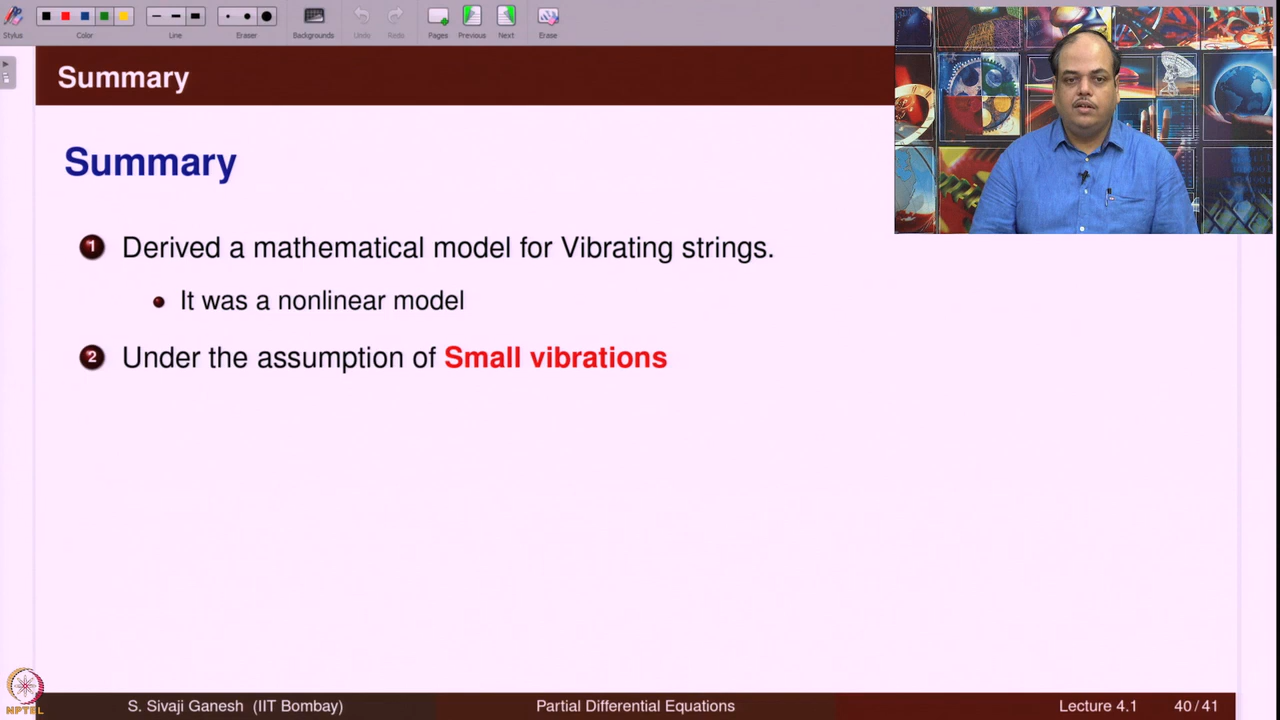 Stylus
Color
Line
Eraser
Backgrounds
Undo
Redo
Pages
Previous
Next
Erase
Summary
Summary
1 Derived a mathematical model for Vibrating strings.
It was a nonlinear model
2 Under the assumption of Small vibrations
NPTEL
S. Sivaji Ganesh (IIT Bombay)
Partial Differential Equations
Lecture 4.1
40/41